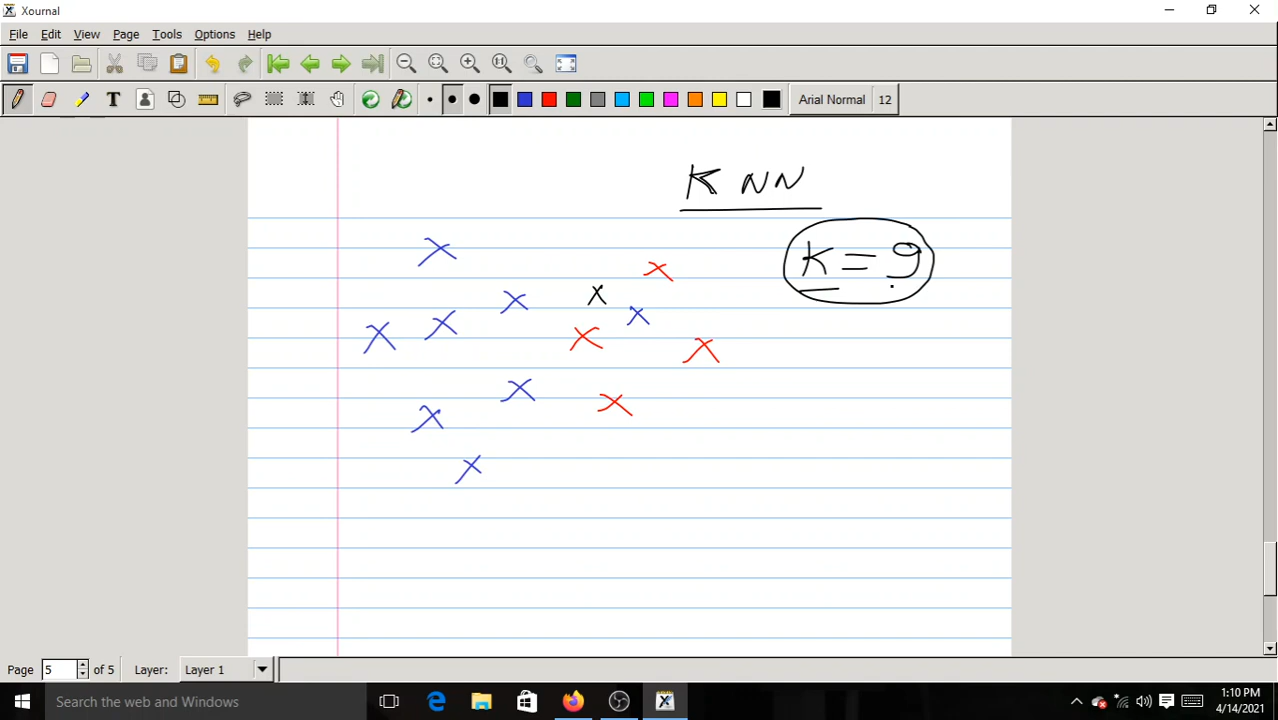 Xournal
File Edit View Page Tools Options Help
Arial Normal 12
K NN
K = 9
Page 5 of 5 Layer: Layer 1
Search the web and Windows
1:10 PM
4/14/2021